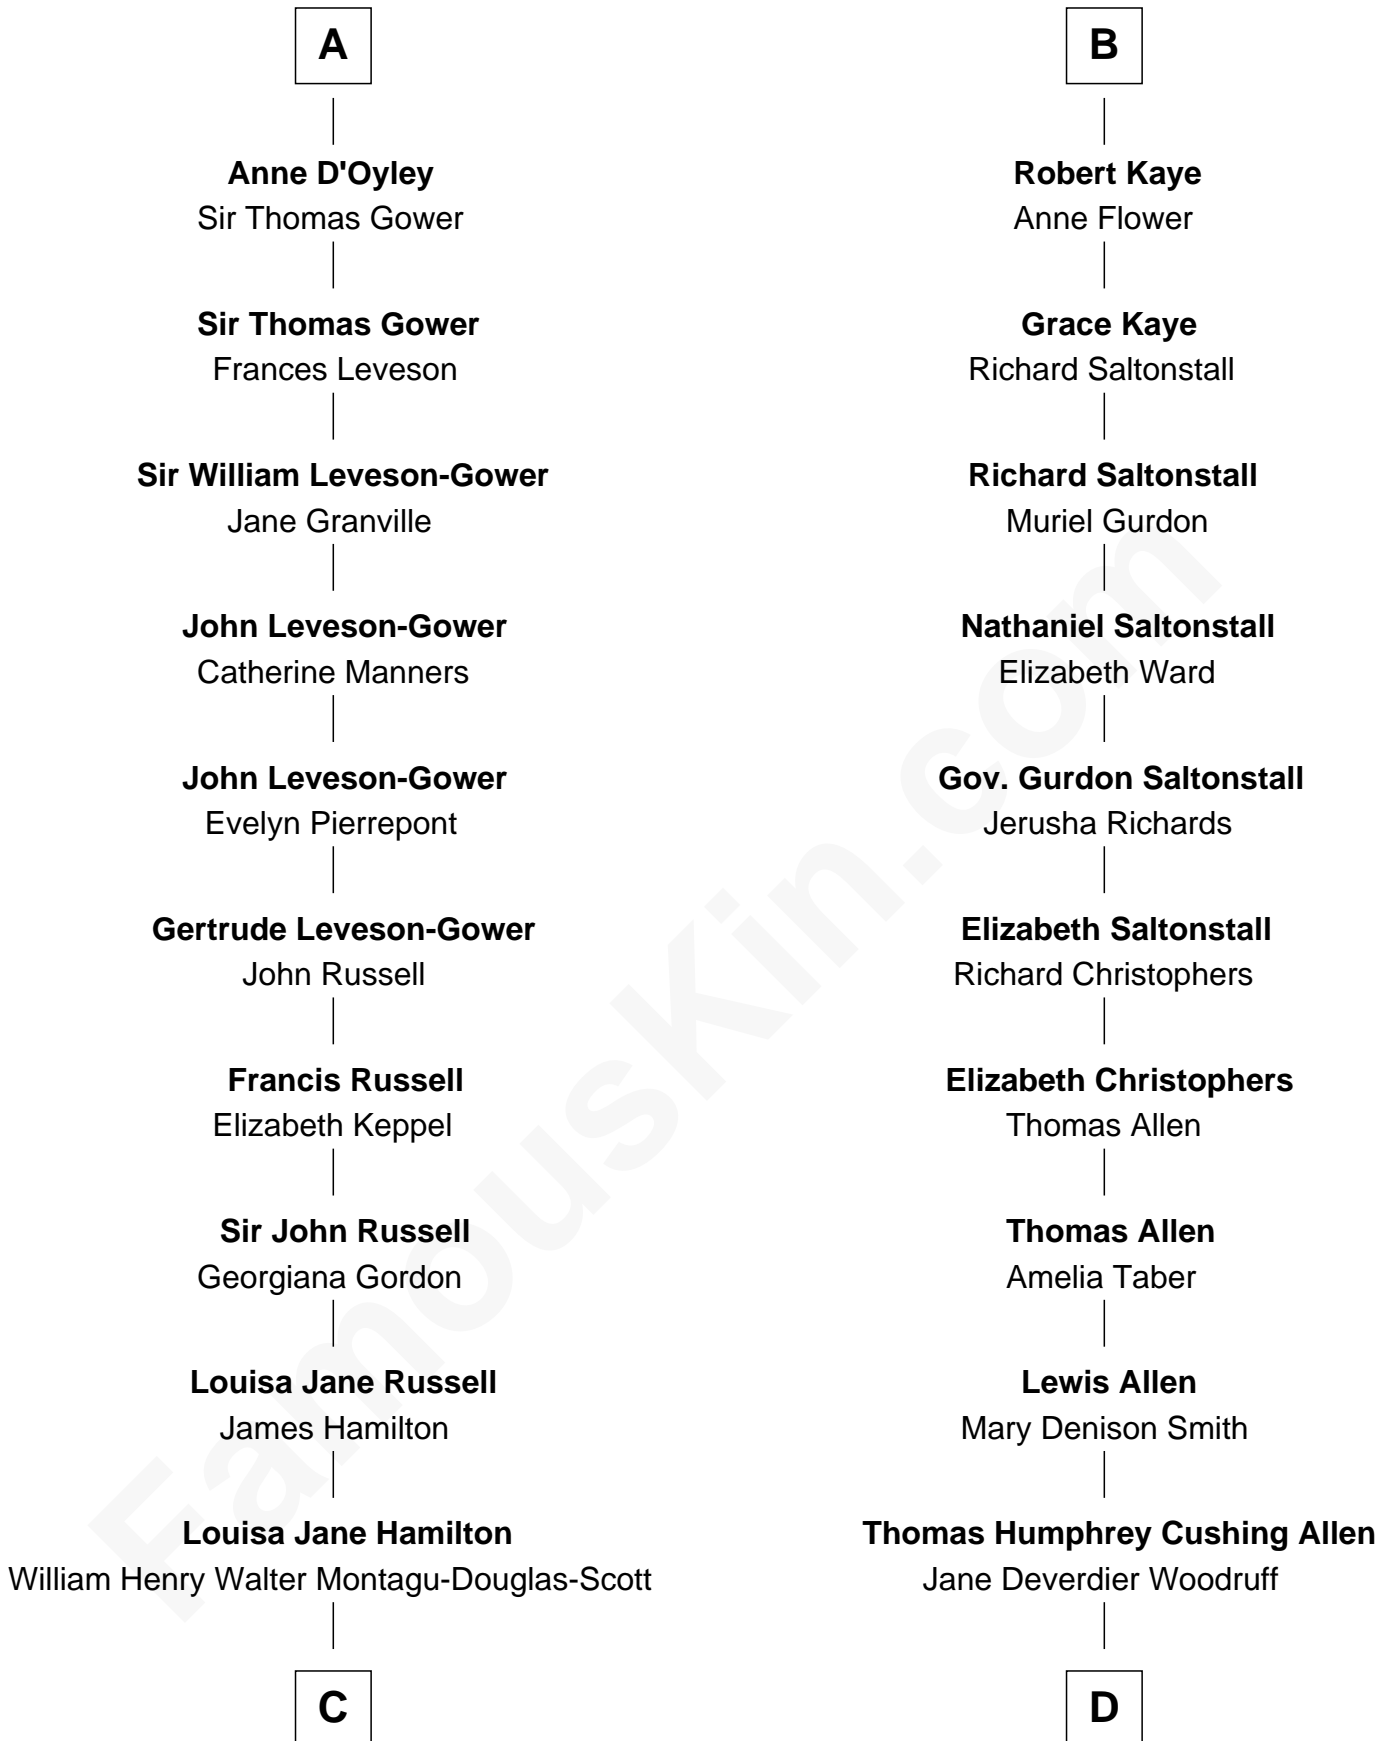 A
Anne D'Oyley
Sir Thomas Gower
Sir Thomas Gower
Frances Leveson
Sir William Leveson-Gower
Jane Granville
John Leveson-Gower
Catherine Manners
John Leveson-Gower
Evelyn Pierrepont
Gertrude Leveson-Gower
John Russell
Francis Russell
Elizabeth Keppel
Sir John Russell
Georgiana Gordon
Louisa Jane Russell
James Hamilton
Louisa Jane Hamilton
William Henry Walter Montagu-Douglas-Scott
C
B
Robert Kaye
Anne Flower
Grace Kaye
Richard Saltonstall
Richard Saltonstall
Muriel Gurdon
Nathaniel Saltonstall
Elizabeth Ward
Gov. Gurdon Saltonstall
Jerusha Richards
Elizabeth Saltonstall
Richard Christophers
Elizabeth Christophers
Thomas Allen
Thomas Allen
Amelia Taber
Lewis Allen
Mary Denison Smith
Thomas Humphrey Cushing Allen
Jane Deverdier Woodruff
D
FamousKin.com